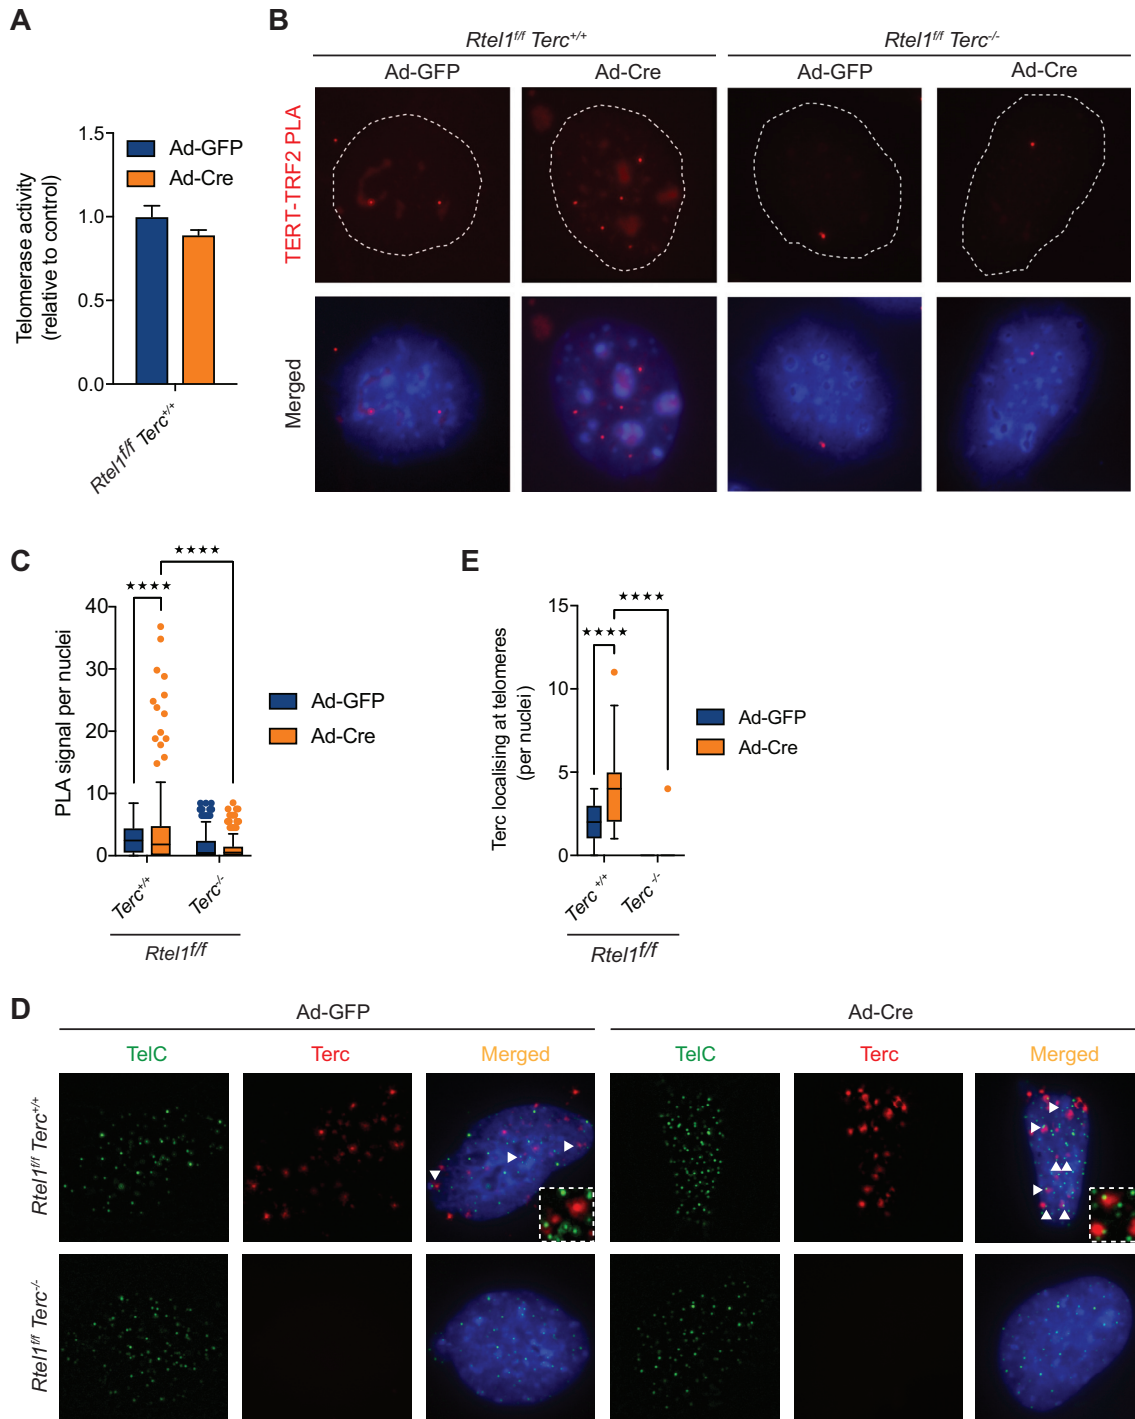 A
1.5
1.0
0.5
0.0
Telomerase activity
(relative to control)
Ad-GFP
Ad-Cre
Rtel1f/f Terc+/+
B
Rtel1f/f Terc+/+
Rtel1f/f Terc-/-
Ad-GFP
Ad-Cre
Ad-GFP
Ad-Cre
TERT-TRF2 PLA
Merged
C
★★★★
★★★★
40
30
20
10
0
PLA signal per nuclei
Ad-GFP
Ad-Cre
Terc+/+
Terc-/-
Rtel1f/f
E
★★★★
★★★★
15
10
5
0
Terc localising at telomeres
(per nuclei)
Ad-GFP
Ad-Cre
Terc +/+
Terc -/-
Rtel1f/f
D
Ad-GFP
Ad-Cre
TelC
Terc
Merged
TelC
Terc
Merged
Rtel1f/f Terc+/+
Rtel1f/f Terc-/-